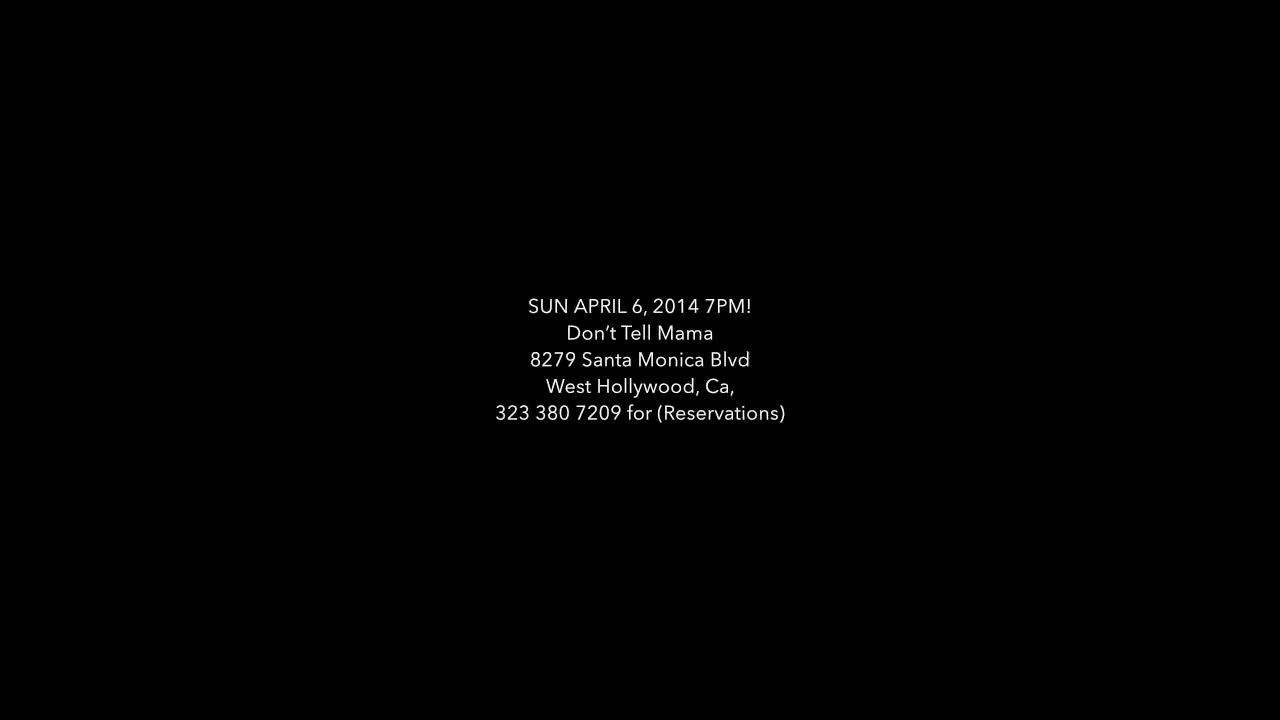 SUN APRIL 6, 2014 7PM!
Don’t Tell Mama
8279 Santa Monica Blvd
West Hollywood, Ca,
323 380 7209 for (Reservations)